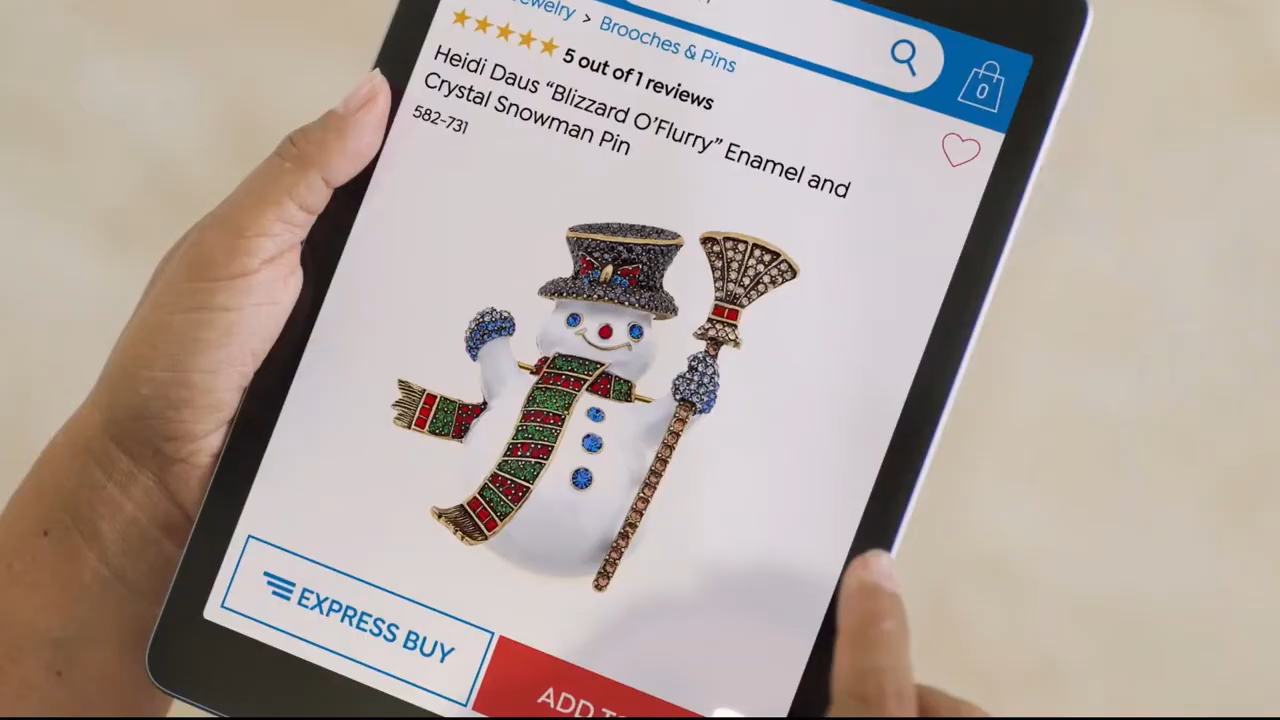 > Brooches & Pins
0
5 out of 1 reviews
Heidi Daus “Blizzard O’Flurry” Enamel and
Crystal Snowman Pin
582-731
EXPRESS BUY
ADD